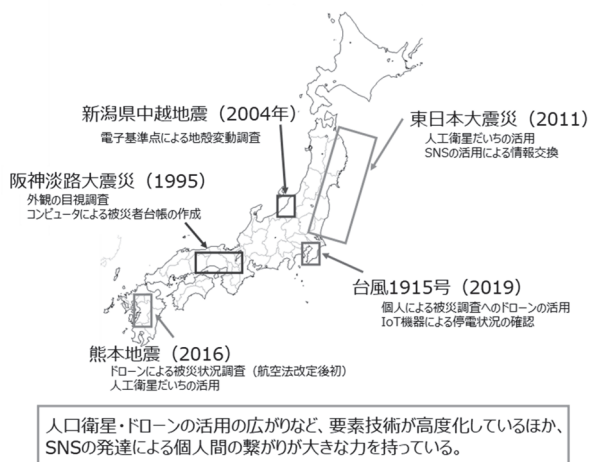 新潟県中越地震（2004年）
電子基準点による地殻変動調査
東日本大震災（2011）
人工衛星だいちの活用
SNSの活用による情報交換
阪神淡路大震災（1995）
外観の目視調査
コンピュータによる被災者台帳の作成
台風1915号（2019）
個人による被災調査へのドローンの活用
IoT機器による停電状況の確認
熊本地震（2016）
ドローンによる被災状況調査（航空法改定後初）
人工衛星だいちの活用
人口衛星・ドローンの活用の広がりなど、要素技術が高度化しているほか、
SNSの発達による個人間の繋がりが大きな力を持っている。